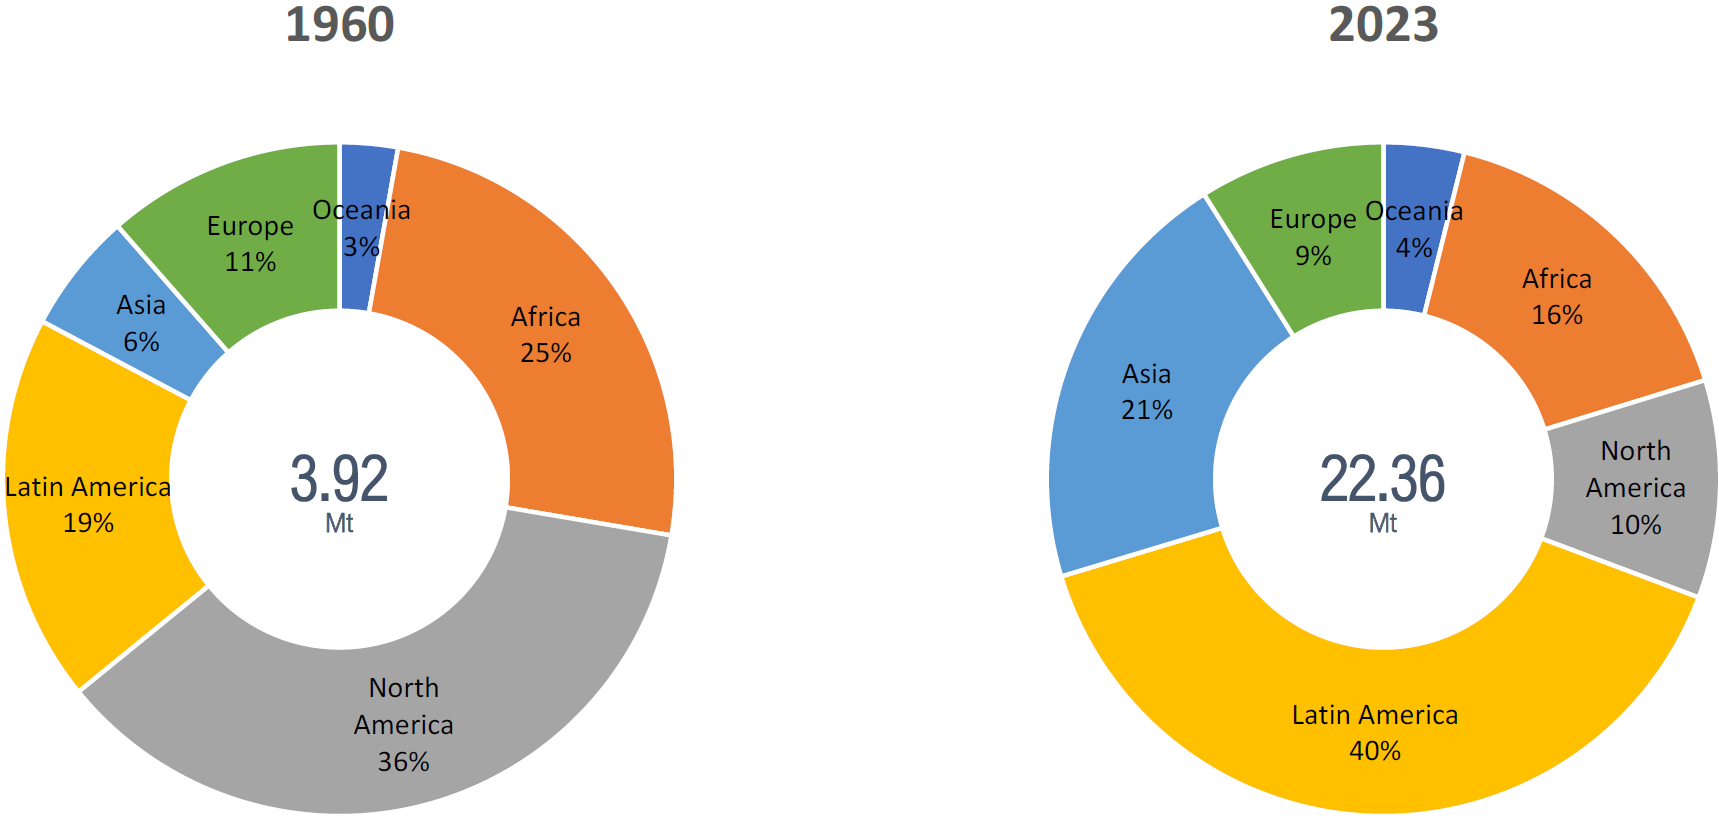 1960
Oceania
3%
Africa
25%
North
America
36%
Latin America
19%
Asia
6%
Europe
11%
3.92
Mt
2023
Oceania
4%
Africa
16%
North
America
10%
Latin America
40%
Asia
21%
Europe
9%
22.36
Mt